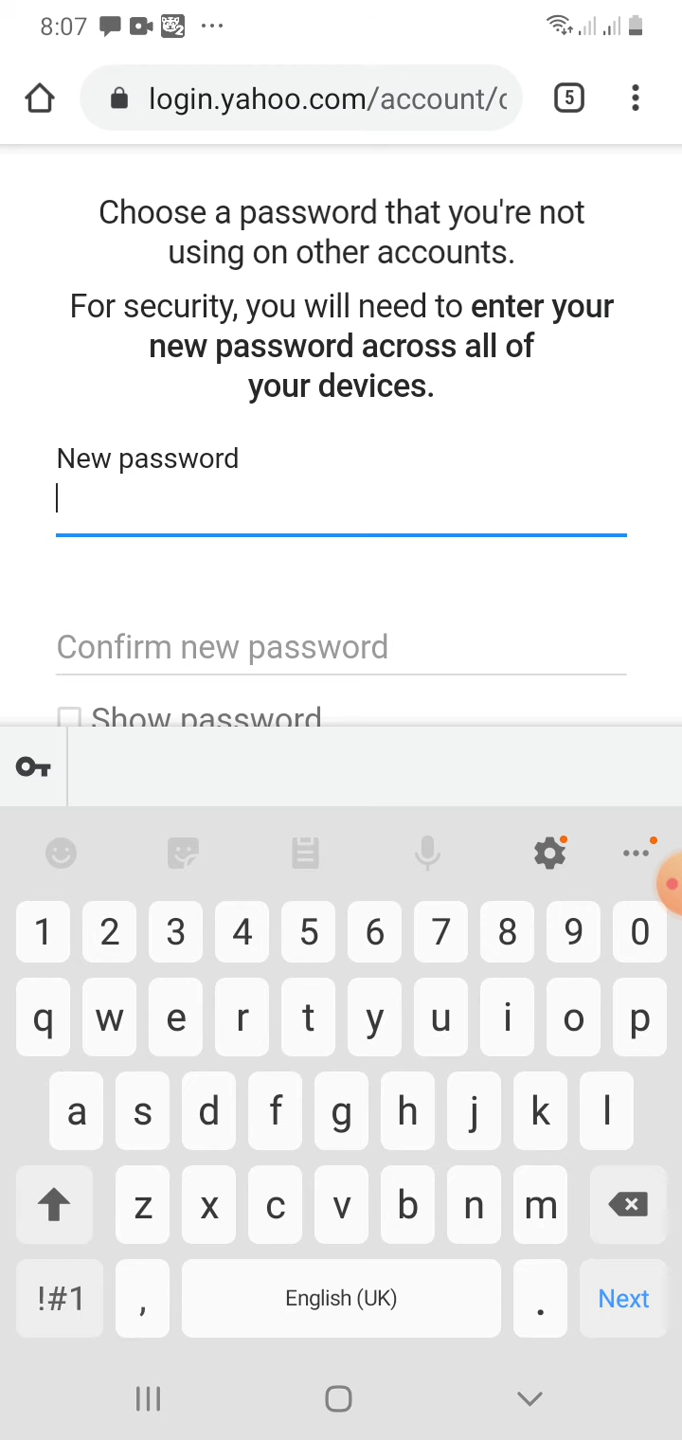 8:07
login.yahoo.com/account/c
5
Choose a password that you're not
using on other accounts.
For security, you will need to enter your
new password across all of
your devices.
New password
Confirm new password
Show password
1 2 3 4 5 6 7 8 9 0
q w e r t y u i o p
a s d f g h j k l
z x c v b n m
!#1 , English (UK) . Next